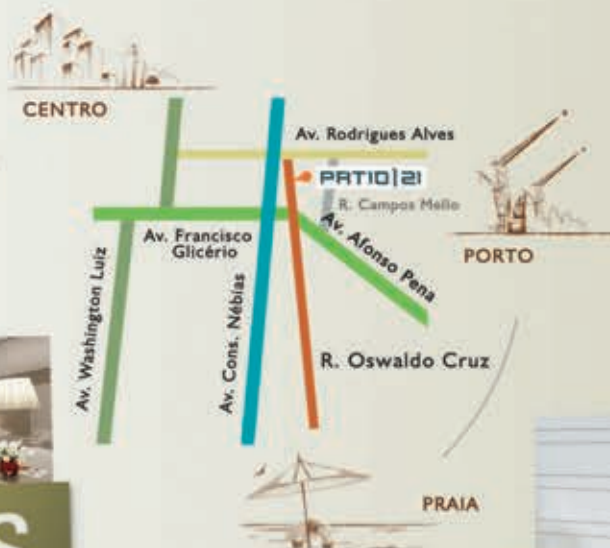 CENTRO
Av. Rodrigues Alves
PATIO|21
R. Campos Mello
Av. Francisco
Glicério
Av. Afonso Pena
PORTO
Av. Washington Luíz
Av. Cons. Nébias
R. Oswaldo Cruz
PRAIA